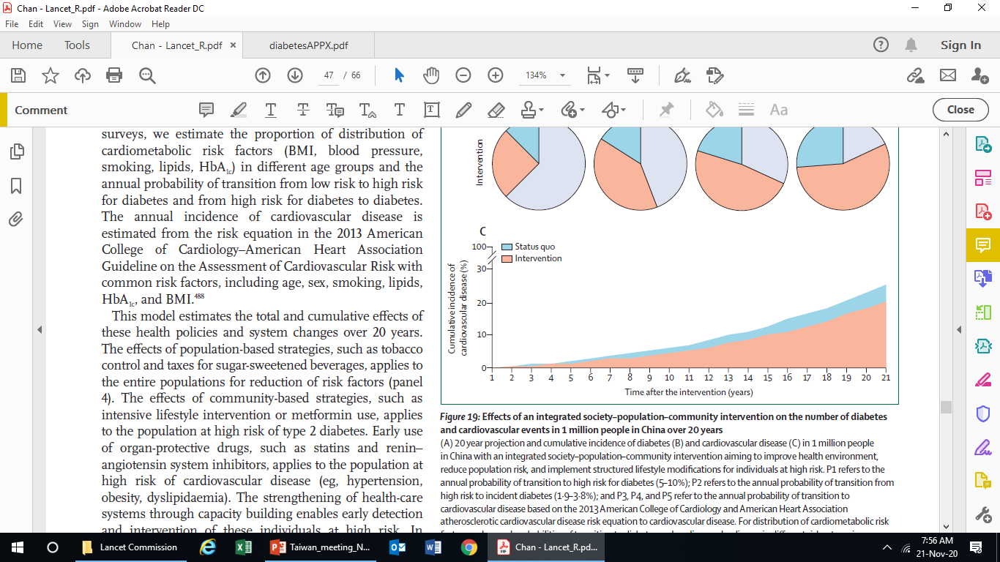 Chan - Lancet_R.pdf - Adobe Acrobat Reader DC
File Edit View Sign Window Help
Home Tools Chan - Lancet_R.pdf × diabetesAPPX.pdf Sign In
47 / 66 134%
Comment Aa Close
surveys, we estimate the proportion of distribution of
cardiometabolic risk factors (BMI, blood pressure,
smoking, lipids, HbA1c) in different age groups and the
annual probability of transition from low risk to high risk
for diabetes and from high risk for diabetes to diabetes.
The annual incidence of cardiovascular disease is
estimated from the risk equation in the 2013 American
College of Cardiology–American Heart Association
Guideline on the Assessment of Cardiovascular Risk with
common risk factors, including age, sex, smoking, lipids,
HbA1c, and BMI.488
This model estimates the total and cumulative effects of
these health policies and system changes over 20 years.
The effects of population-based strategies, such as tobacco
control and taxes for sugar-sweetened beverages, applies to
the entire populations for reduction of risk factors (panel
4). The effects of community-based strategies, such as
intensive lifestyle intervention or metformin use, applies
to the population at high risk of type 2 diabetes. Early use
of organ-protective drugs, such as statins and renin–
angiotensin system inhibitors, applies to the population at
high risk of cardiovascular disease (eg, hypertension,
obesity, dyslipidaemia). The strengthening of health-care
systems through capacity building enables early detection
and intervention of these individuals at high risk. In
Intervention
C
Status quo
Intervention
Cumulative incidence of
cardiovascular disease (%)
100
30
20
10
0
1 2 3 4 5 6 7 8 9 10 11 12 13 14 15 16 17 18 19 20 21
Time after the intervention (years)
Figure 19: Effects of an integrated society–population–community intervention on the number of diabetes
and cardiovascular events in 1 million people in China over 20 years
(A) 20 year projection and cumulative incidence of diabetes (B) and cardiovascular disease (C) in 1 million people
in China with an integrated society–population–community intervention aiming to improve health environment,
reduce population risk, and implement structured lifestyle modifications for individuals at high risk. P1 refers to the
annual probability of transition to high risk for diabetes (5–10%); P2 refers to the annual probability of transition from
high risk to incident diabetes (1·9–3·8%); and P3, P4, and P5 refer to the annual probability of transition to
cardiovascular disease based on the 2013 American College of Cardiology and American Heart Association
atherosclerotic cardiovascular disease risk equation to cardiovascular disease. For distribution of cardiometabolic risk
Lancet Commission Taiwan_meeting_N... Chan - Lancet_R.pd... 7:56 AM
21-Nov-20